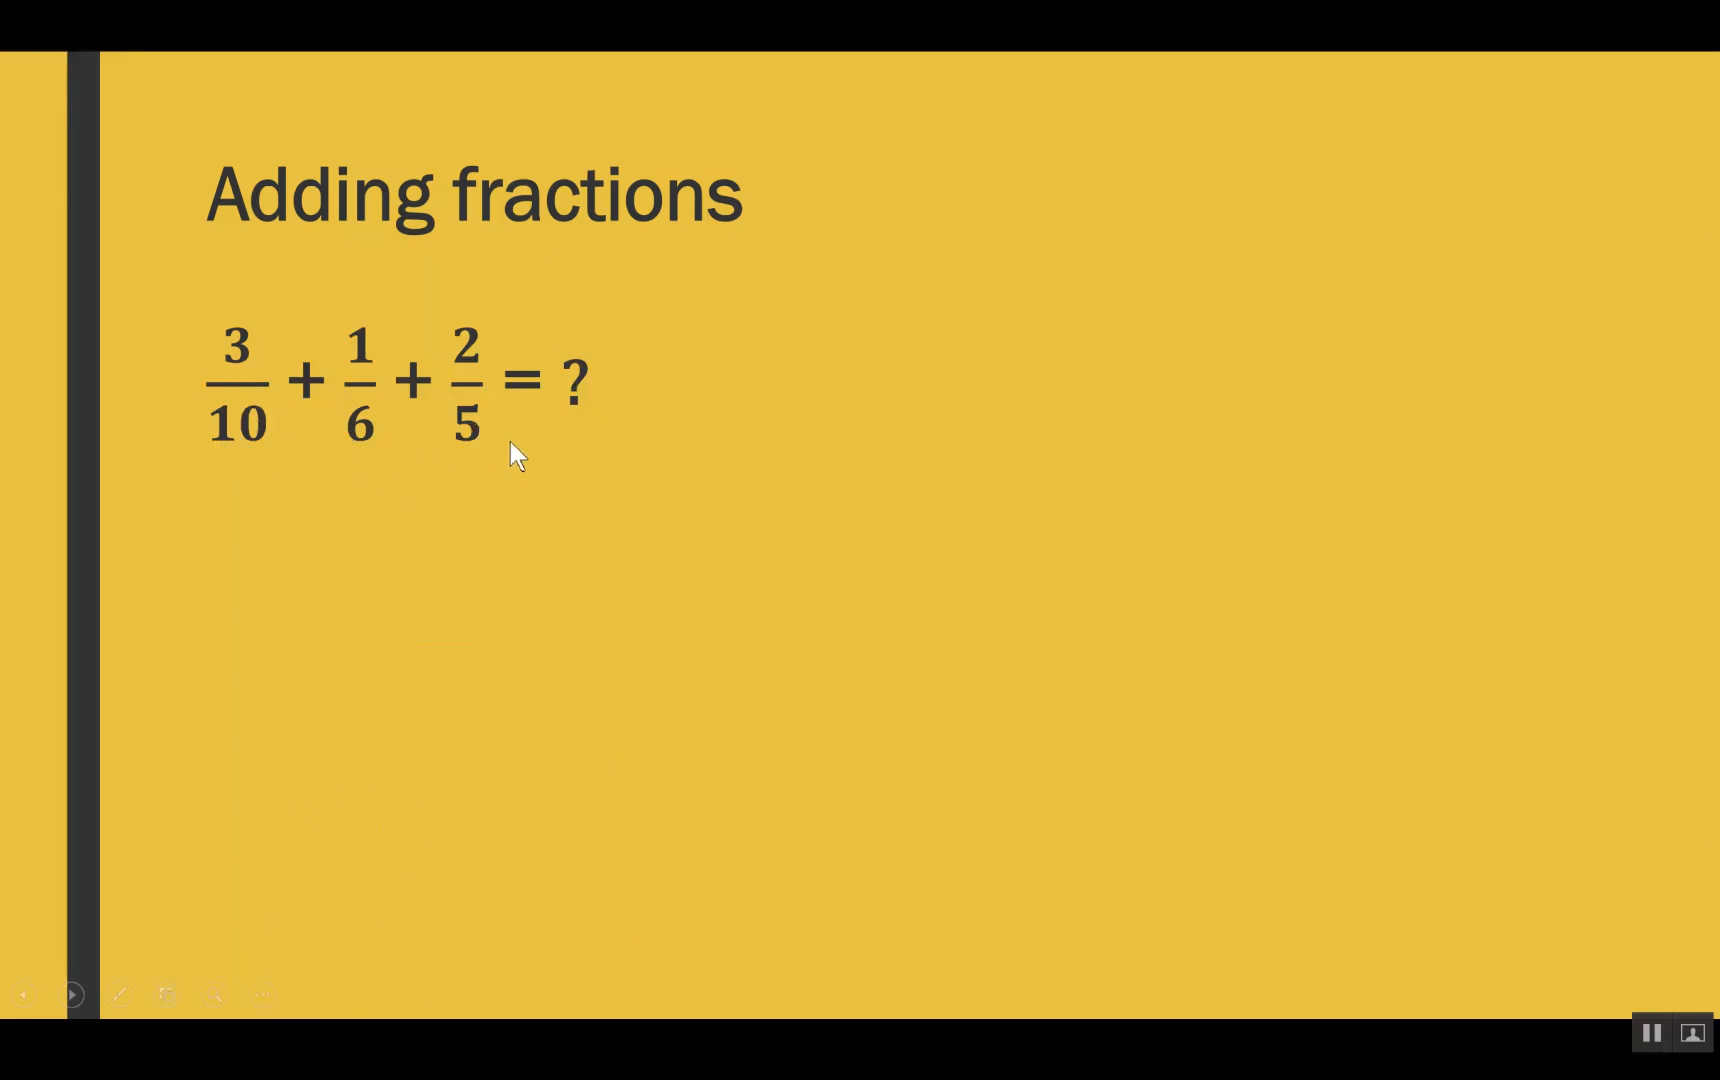 Adding fractions
3/10 + 1/6 + 2/5 = ?